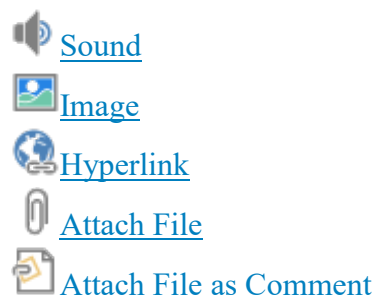 Sound
Image
Hyperlink
Attach File
Attach File as Comment